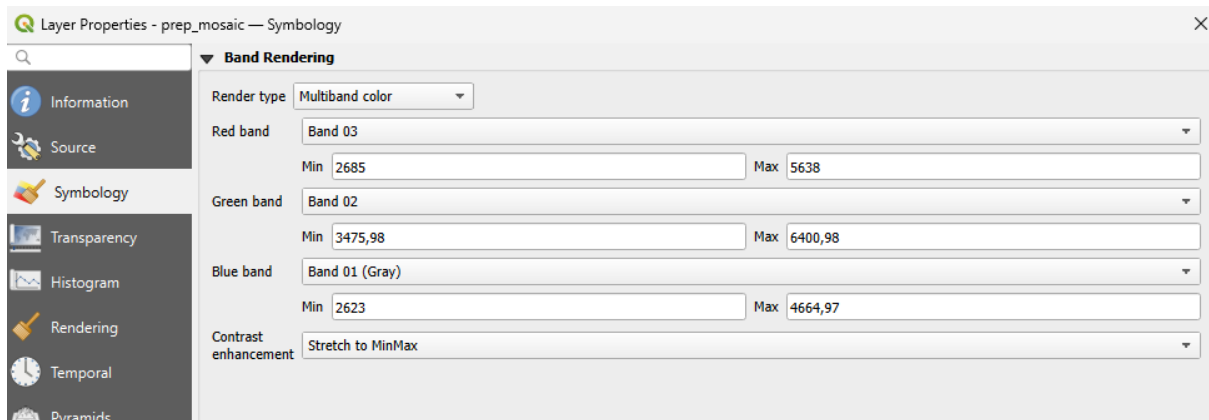 Layer Properties - prep_mosaic — Symbology
Band Rendering
Information
Source
Symbology
Transparency
Histogram
Rendering
Temporal
Pyramids
Render type Multiband color
Red band Band 03
Min 2685 Max 5638
Green band Band 02
Min 3475,98 Max 6400,98
Blue band Band 01 (Gray)
Min 2623 Max 4664,97
Contrast
enhancement Stretch to MinMax